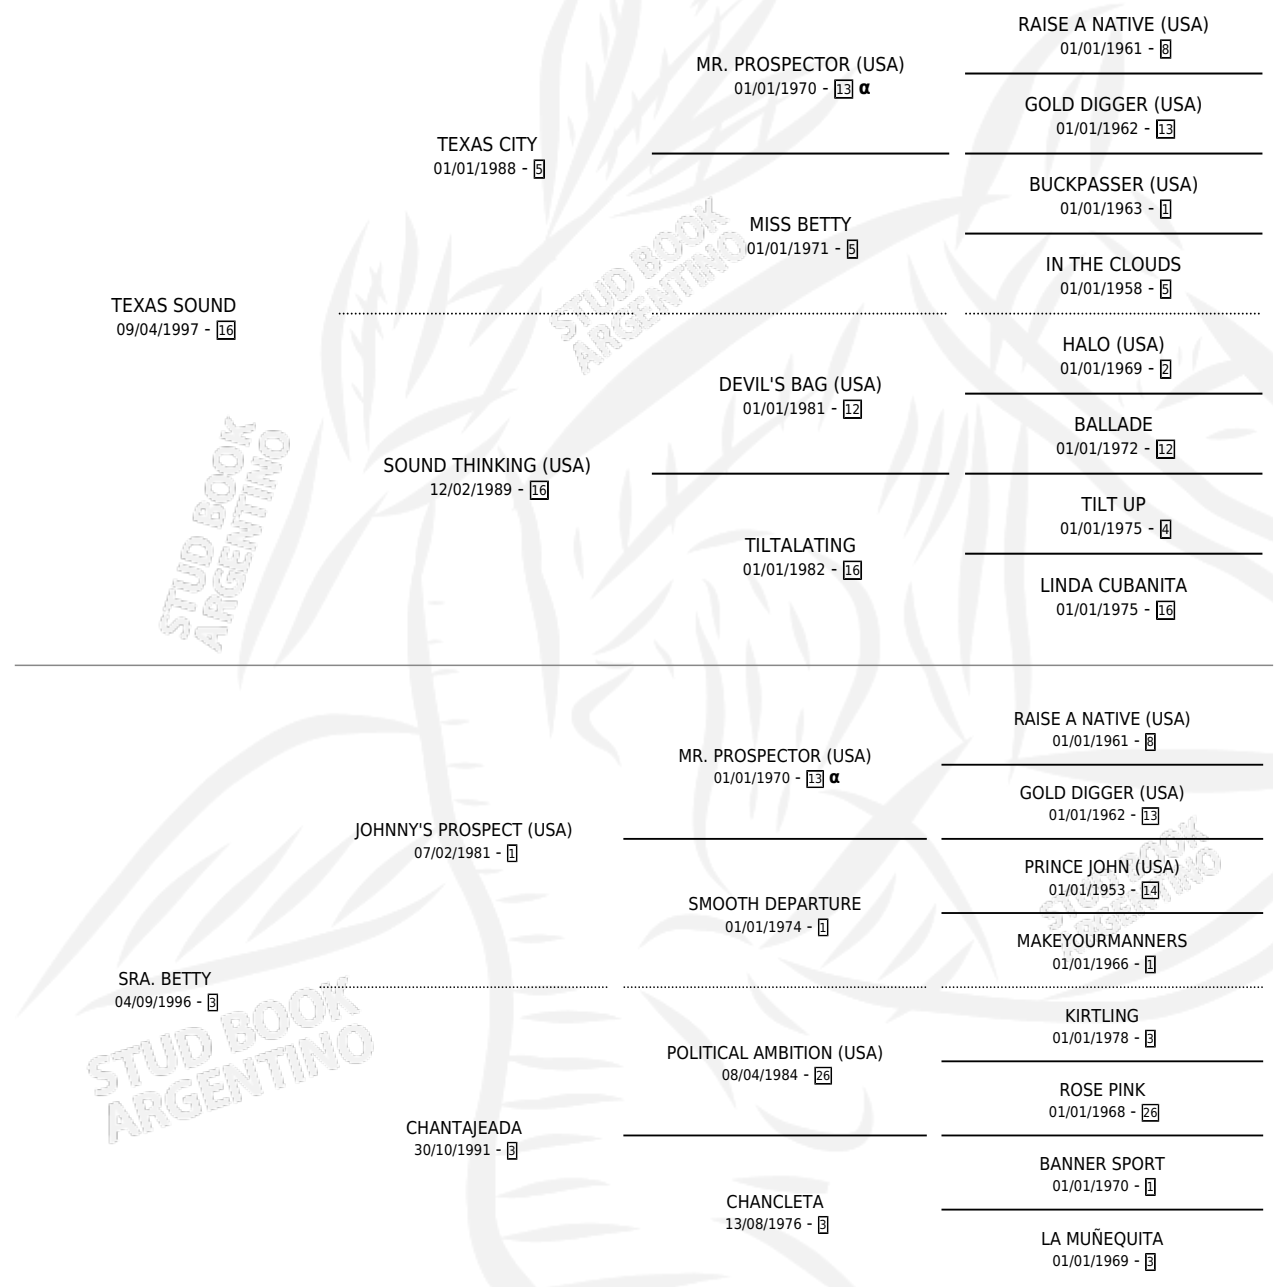 RAISE A NATIVE (USA)
01/01/1961 - 8
MR. PROSPECTOR (USA)
01/01/1970 - 13 α
GOLD DIGGER (USA)
01/01/1962 - 13
TEXAS CITY
01/01/1988 - 5
BUCKPASSER (USA)
01/01/1963 - 1
MISS BETTY
01/01/1971 - 5
IN THE CLOUDS
01/01/1958 - 5
TEXAS SOUND
09/04/1997 - 16
HALO (USA)
01/01/1969 - 2
DEVIL'S BAG (USA)
01/01/1981 - 12
BALLADE
01/01/1972 - 12
SOUND THINKING (USA)
12/02/1989 - 16
TILT UP
01/01/1975 - 4
TILTALATING
01/01/1982 - 16
LINDA CUBANITA
01/01/1975 - 16
STUD BOOK
ARGENTINO
STUD BOOK
ARGENTINO
RAISE A NATIVE (USA)
01/01/1961 - 8
MR. PROSPECTOR (USA)
01/01/1970 - 13 α
GOLD DIGGER (USA)
01/01/1962 - 13
JOHNNY'S PROSPECT (USA)
07/02/1981 - 1
PRINCE JOHN (USA)
01/01/1953 - 14
SMOOTH DEPARTURE
01/01/1974 - 1
MAKEYOURMANNERS
01/01/1966 - 1
SRA. BETTY
04/09/1996 - 3
KIRTLING
01/01/1978 - 3
POLITICAL AMBITION (USA)
08/04/1984 - 26
ROSE PINK
01/01/1968 - 26
CHANTAJEADA
30/10/1991 - 3
BANNER SPORT
01/01/1970 - 1
CHANCLETA
13/08/1976 - 3
LA MUÑEQUITA
01/01/1969 - 3
STUD BOOK
ARGENTINO
STUD BOOK
ARGENTINO